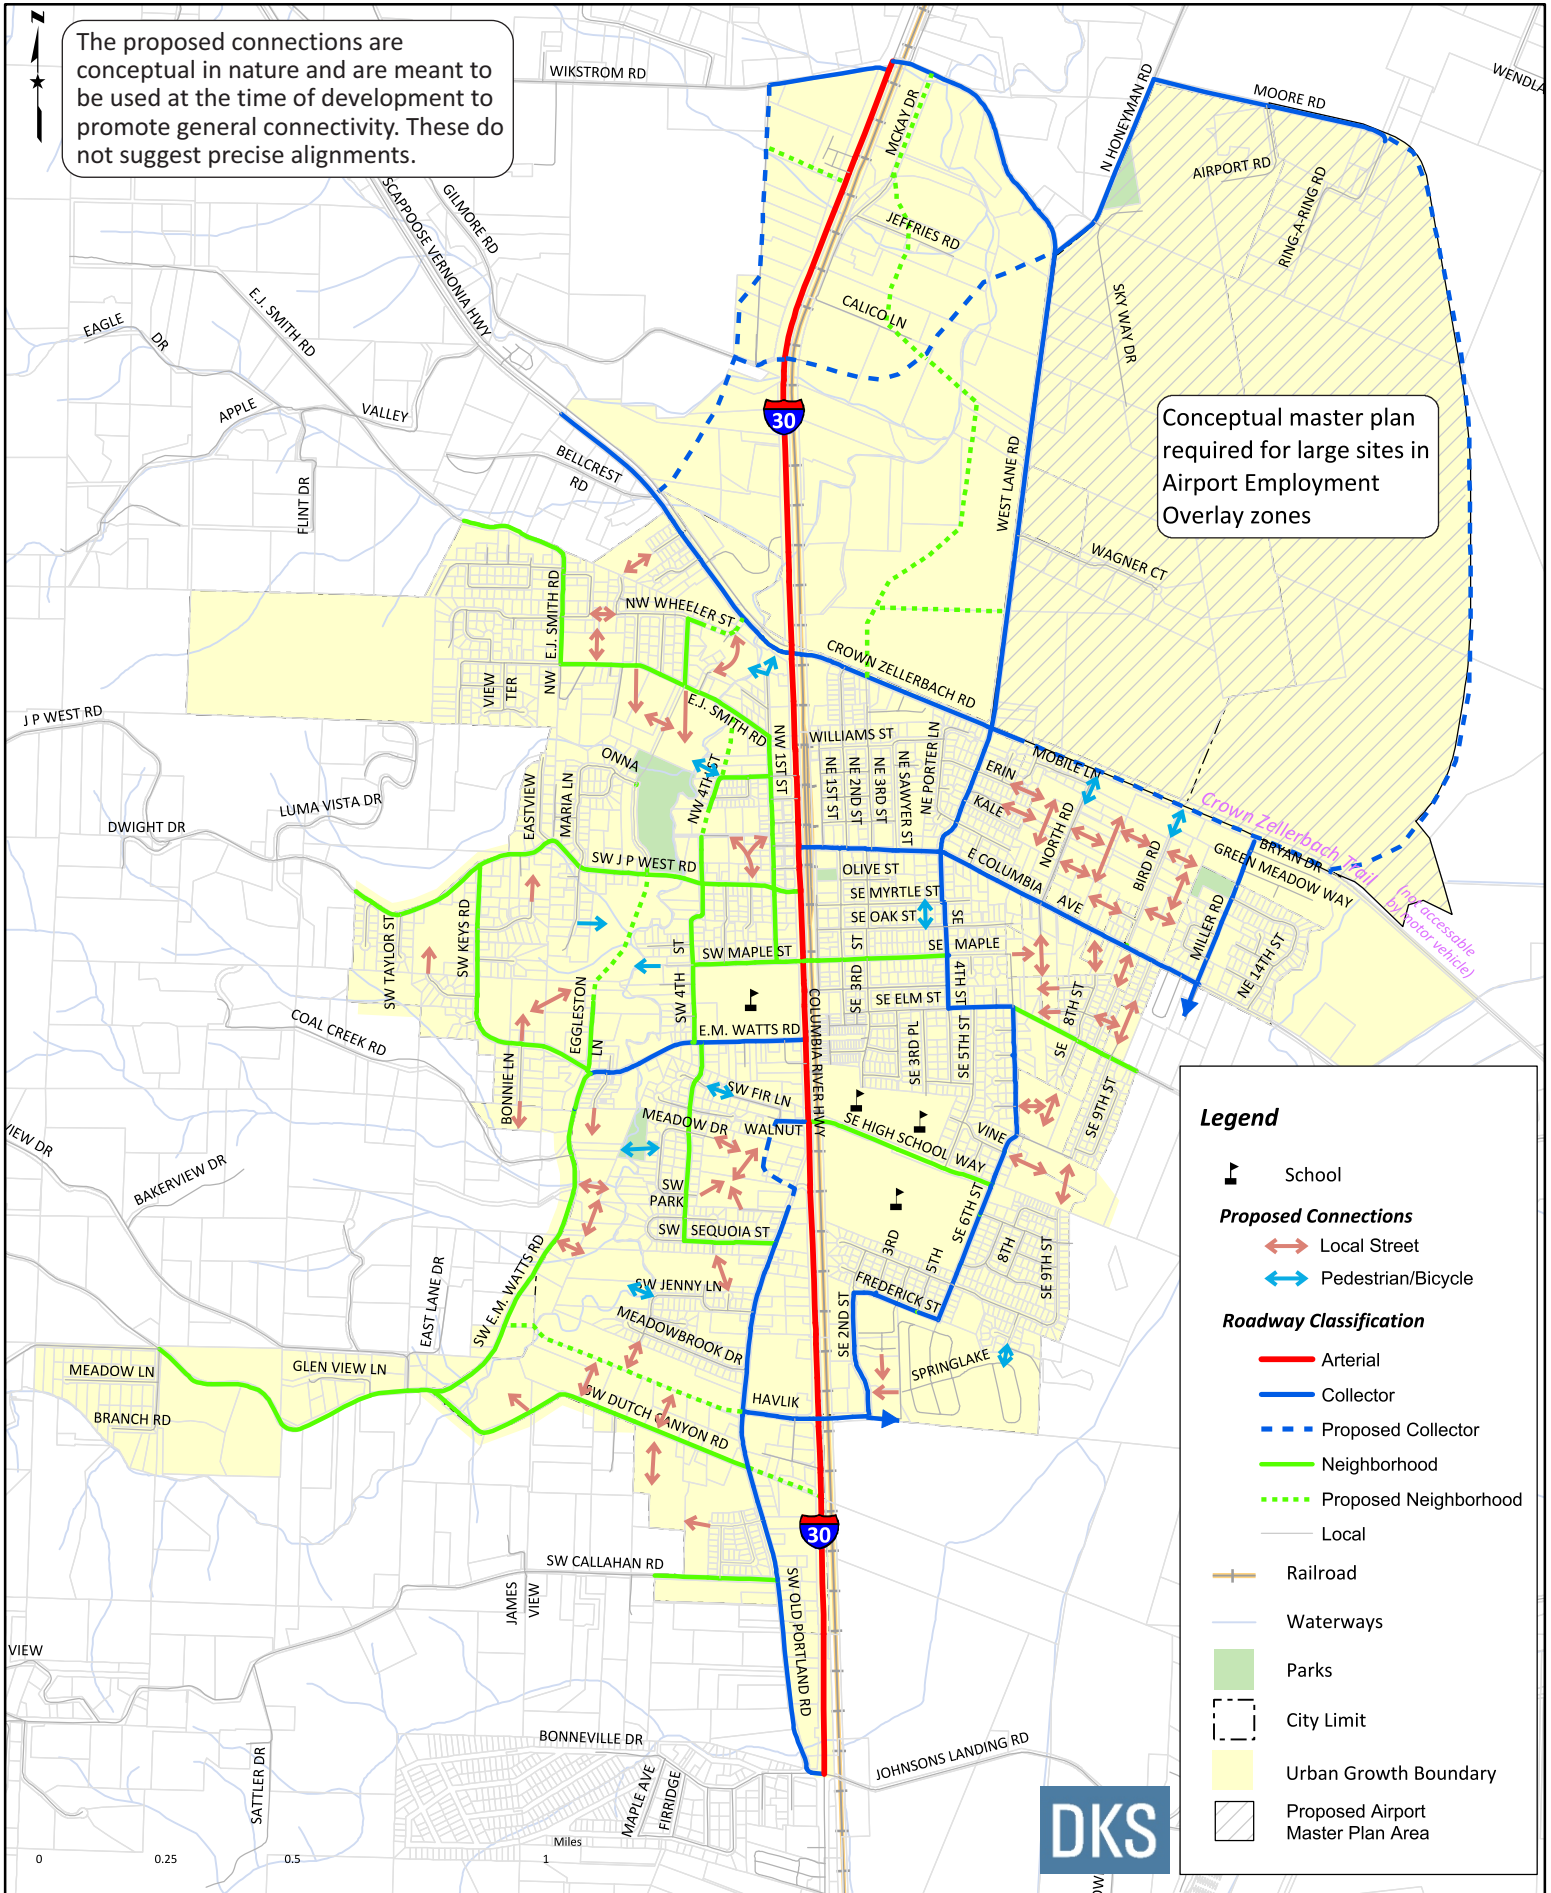 The proposed connections are
conceptual in nature and are meant to
be used at the time of development to
promote general connectivity. These do
not suggest precise alignments.
Z
WIKSTROM RD
MCKAY DR
N HONEYMAN RD
MOORE RD
WENDLA
AIRPORT RD
RING-A-RING RD
SCAPPOOSE VERNONIA HWY
GILMORE RD
JEFFRIES RD
SKY WAY DR
CALICO LN
E.J. SMITH RD
EAGLE
DR
APPLE
VALLEY
30
Conceptual master plan
required for large sites in
Airport Employment
Overlay zones
BELLCREST
RD
FLINT DR
WEST LANE RD
WAGNER CT
NW E.J. SMITH RD
NW WHEELER ST
VIEW
TER
CROWN ZELLERBACH RD
J P WEST RD
E.J. SMITH RD
NW 1ST ST
WILLIAMS ST
ONNA
NW 4TH ST
NE 1ST ST
NE 2ND ST
NE 3RD ST
NE SAWYER ST
NE PORTER LN
ERIN
MOBILE LN
KALE
NORTH RD
Crown Zellerbach Trail
(not accessable
by motor vehicle)
LUMA VISTA DR
DWIGHT DR
EASTVIEW
MARIA LN
SW J P WEST RD
OLIVE ST
E COLUMBIA
AVE
BIRD RD
BRYAN DR
GREEN MEADOW WAY
SE MYRTLE ST
SE OAK ST
MILLER RD
NE 14TH ST
SW TAYLOR ST
SW KEYS RD
SW MAPLE ST
SE MAPLE
SE
4TH ST
SE 3RD ST
SE ELM ST
SW 4TH
ST
EGGLESTON
LN
E.M. WATTS RD
COLUMBIA RIVER HWY
SE 3RD PL
SE 5TH ST
SE
8TH ST
COAL CREEK RD
BONNIE LN
SW FIR LN
MEADOW DR
WALNUT
SE HIGH SCHOOL WAY
VINE
SE 9TH ST
VIEW DR
BAKERVIEW DR
SW
PARK
SW SEQUOIA ST
SE 6TH ST
3RD
5TH
8TH
SE 9TH ST
SW JENNY LN
FREDERICK ST
EAST LANE DR
SW E.M. WATTS RD
MEADOWBROOK DR
SE 2ND ST
SPRINGLAKE
MEADOW LN
GLEN VIEW LN
BRANCH RD
HAVLIK
SW DUTCH CANYON RD
30
SW CALLAHAN RD
JAMES
VIEW
SW OLD PORTLAND RD
VIEW
BONNEVILLE DR
JOHNSONS LANDING RD
SATTLER DR
MAPLE AVE
FIRRIDGE
Miles
0 0.25 0.5 1
DKS
Legend
School
Proposed Connections
Local Street
Pedestrian/Bicycle
Roadway Classification
Arterial
Collector
Proposed Collector
Neighborhood
Proposed Neighborhood
Local
Railroad
Waterways
Parks
City Limit
Urban Growth Boundary
Proposed Airport
Master Plan Area